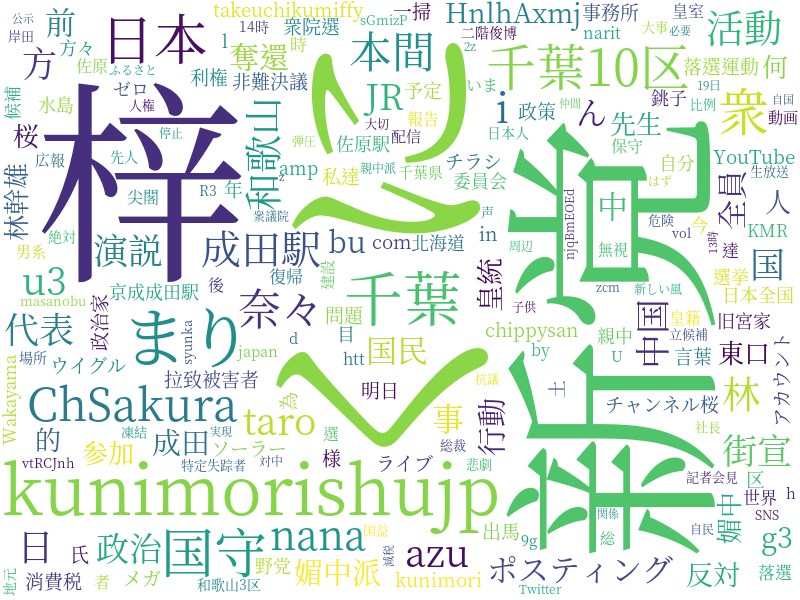 takeuchikumiffy 14時 衆院選 sGmizP 一掃 HnlhAxmj 事務所 皇室 大事
公示 岸田 前 方々 佐原 奪還 l 時 二階俊博 narit 必要 活動
候補 方 ふるさと ゼロ 人権 日本 利権 非難決議 本間 2z いま 千葉10区 落選運動 何
水島 梓 停止 弾圧 大切 JR 予定 i 政策 仲間 比例 19日 自国
桜 和歌山 佐原駅 配信 報告 ん 先生 銚子 動画
広報 先人 amp 千葉県 親中派 チラシ 日本人 保守 衆 YouTube
林幹雄 尖閣 R3 年 z 私達 委員会 自分 はず 全員 生放送 人
絶対 演説 成田駅 衆議院 bu com 北海道 in 声 njqBmEOEd 中 無視 危険 vol 今 達 KMR 13時
男系 u3 京成成田駅 復帰 後 建設 千葉 皇統 周辺 zcm 選挙 国 日本全国
masanobu 代表 政治家 まり 奈々 問題 目 chippysan 子供 新しい風 皇籍 旧宮家
syunka japan d htt 国民 by 親中 U 中国 立候補 言葉 東口
場所 ウイグル 拉致被害者 為 く 明日 事 行動 抗議 土 チャンネル桜 林 アカウント
Wakayama ChSakura taro 新党
vtRCJnh 的 成田 凍結 実現 ソーラー 選 様 ライブ 総裁 悲劇 社長 街宣
参加 特定失踪者 対中 記者会見 区 世界 h
kunimorishujp 関係 総 媚中 SNS
日 氏 政治 国守 nana 国益 出馬 9g 自民 g3
地元 消費税 者 メガ 和歌山3区 野党 媚中派 減税 azu kunimori ポスティング Twitter 反対 落選